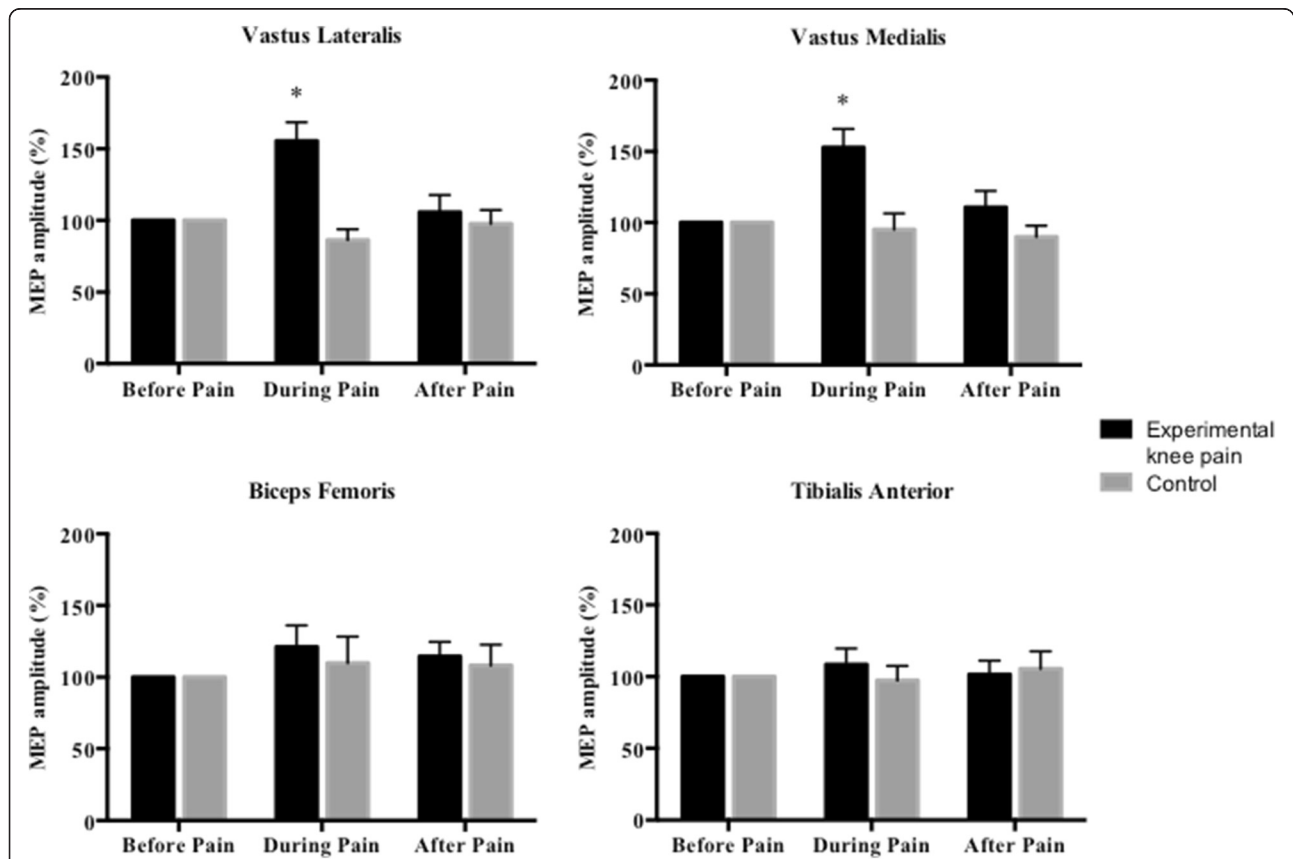 Vastus Lateralis
MEP amplitude (%)
200
150
100
50
0
*
Before Pain During Pain After Pain
Vastus Medialis
MEP amplitude (%)
200
150
100
50
0
*
Before Pain During Pain After Pain
Experimental
knee pain
Control
Biceps Femoris
MEP amplitude (%)
200
150
100
50
0
Before Pain During Pain After Pain
Tibialis Anterior
MEP amplitude (%)
200
150
100
50
0
Before Pain During Pain After Pain